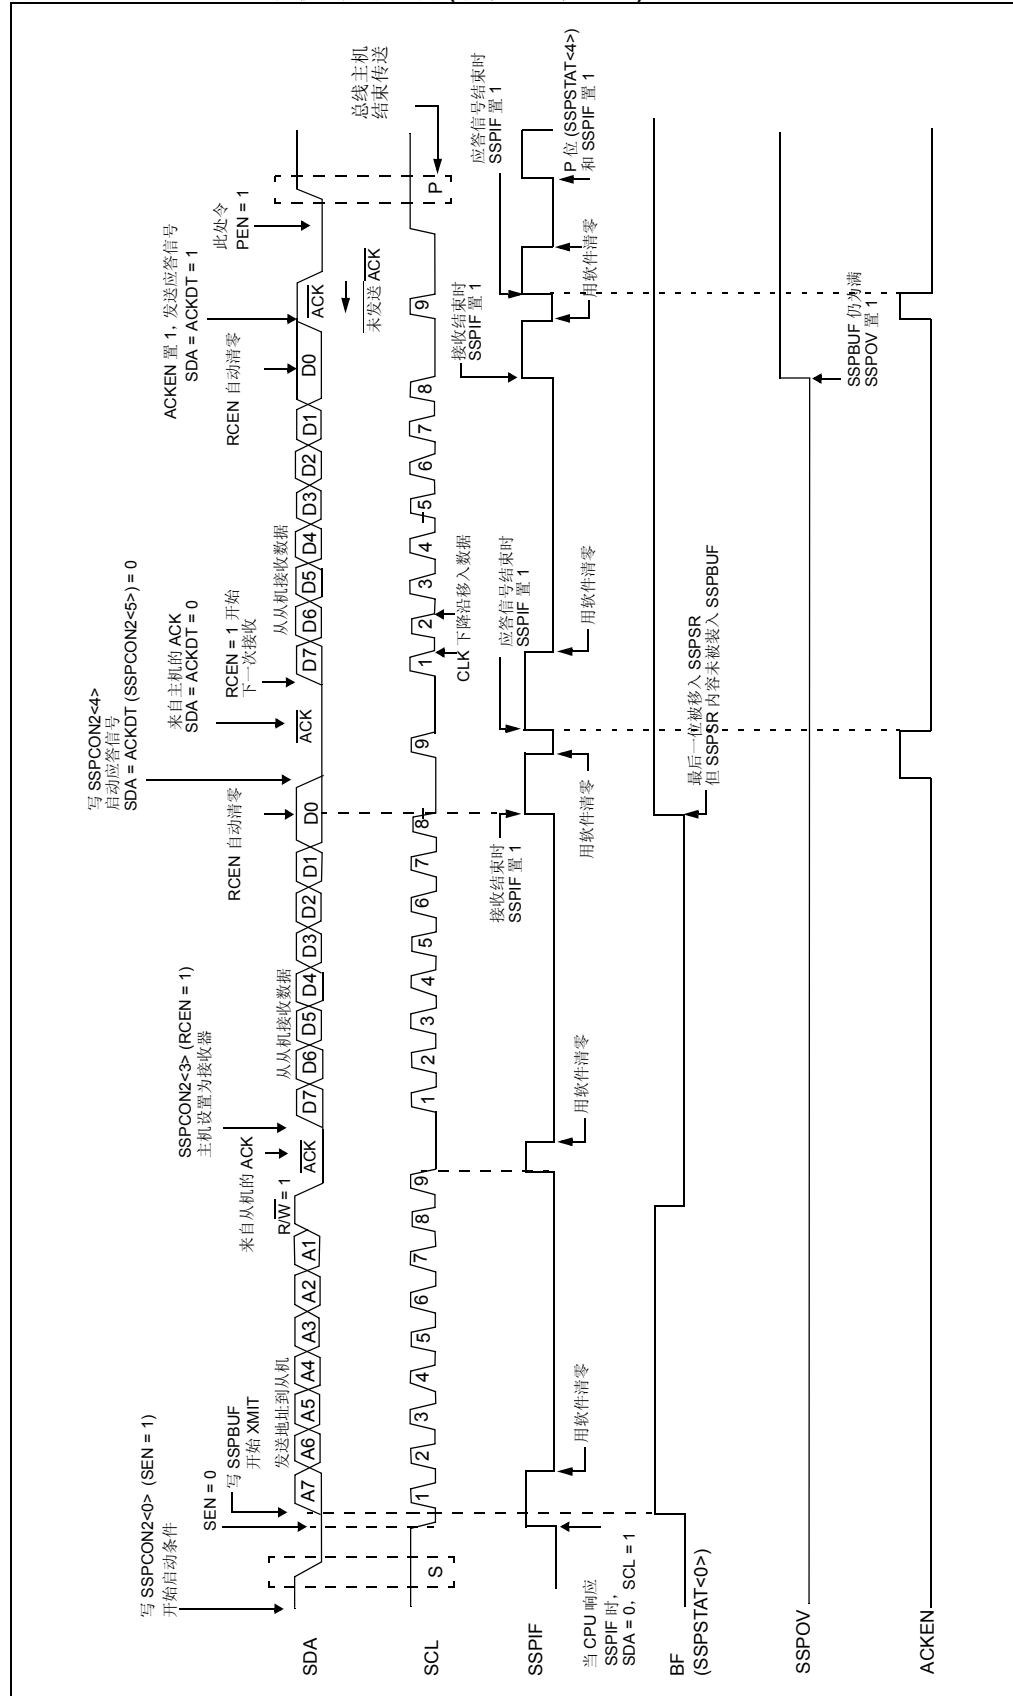 写 SSPCON2<0> (SEN = 1)
开始启动条件
SEN = 0
写 SSPBUF
开始 XMIT
发送地址到从机
来自从机的 ACK
R/W = 1
SSPCON2<3> (RCEN = 1)
主机设置为接收器
从从机接收数据
RCEN 自动清零
写 SSPCON2<4>
启动应答信号
SDA = ACKDT (SSPCON2<5>) = 0
来自主机的 ACK
SDA = ACKDT = 0
RCEN = 1 开始
下一次接收
从从机接收数据
RCEN 自动清零
ACKEN 置 1, 发送应答信号
SDA = ACKDT = 1
此处令
PEN = 1
总线主机
结束传送
SDA
A7 A6 A5 A4 A3 A2 A1
ACK
D7 D6 D5 D4 D3 D2 D1 D0
ACK
D7 D6 D5 D4 D3 D2 D1 D0
ACK
未发送 ACK
SCL
S
1 2 3 4 5 6 7 8 9
1 2 3 4 5 6 7 8 9
1 2 3 4 5 6 7 8 9
P
CLK 下降沿移入数据
接收结束时
SSPIF 置 1
应答信号结束时
SSPIF 置 1
接收结束时
SSPIF 置 1
应答信号结束时
SSPIF 置 1
SSPIF
当 CPU 响应
SSPIF 时，
SDA = 0，SCL = 1
用软件清零
用软件清零
用软件清零
用软件清零
用软件清零
P 位 (SSPSTAT<4>)
和 SSPIF 置 1
BF
(SSPSTAT<0>)
最后一位被移入 SSPSR
但 SSPSR 内容未被装入 SSPBUF
SSPOV
SSPBUF 仍为满
SSPOV 置 1
ACKEN